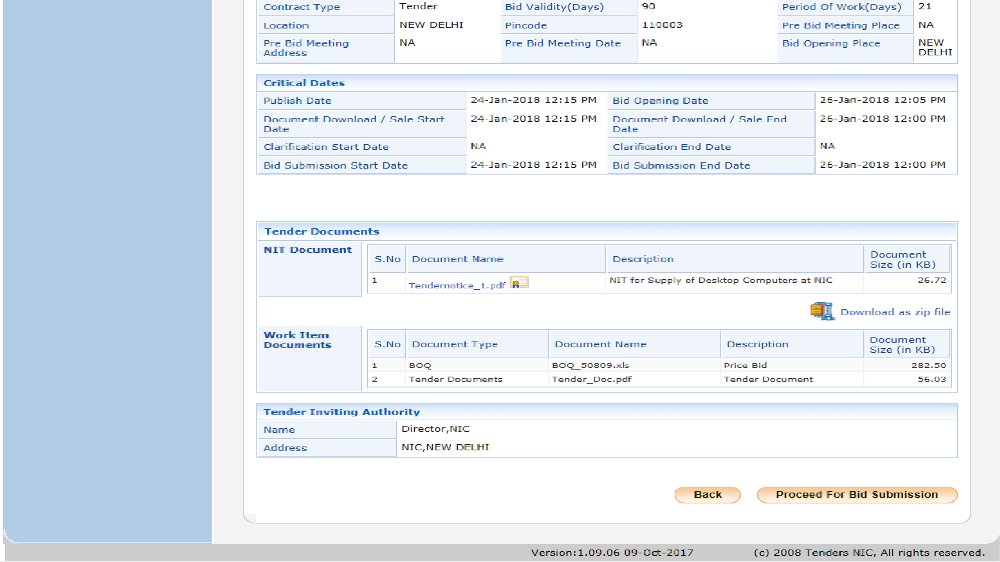 Contract Type Tender Bid Validity(Days) 90 Period Of Work(Days) 21
Location NEW DELHI Pincode 110003 Pre Bid Meeting Place NA
Pre Bid Meeting Address NA Pre Bid Meeting Date NA Bid Opening Place NEW DELHI
Critical Dates
Publish Date 24-Jan-2018 12:15 PM Bid Opening Date 26-Jan-2018 12:05 PM
Document Download / Sale Start Date 24-Jan-2018 12:15 PM Document Download / Sale End Date 26-Jan-2018 12:00 PM
Clarification Start Date NA Clarification End Date NA
Bid Submission Start Date 24-Jan-2018 12:15 PM Bid Submission End Date 26-Jan-2018 12:00 PM
Tender Documents
NIT Document
S.No Document Name Description Document Size (in KB)
1 Tendernotice_1.pdf NIT for Supply of Desktop Computers at NIC 26.72
Download as zip file
Work Item Documents
S.No Document Type Document Name Description Document Size (in KB)
1 BOQ BOQ_50809.xls Price Bid 282.50
2 Tender Documents Tender_Doc.pdf Tender Document 56.03
Tender Inviting Authority
Name Director,NIC
Address NIC,NEW DELHI
Back Proceed For Bid Submission
Version:1.09.06 09-Oct-2017 (c) 2008 Tenders NIC, All rights reserved.